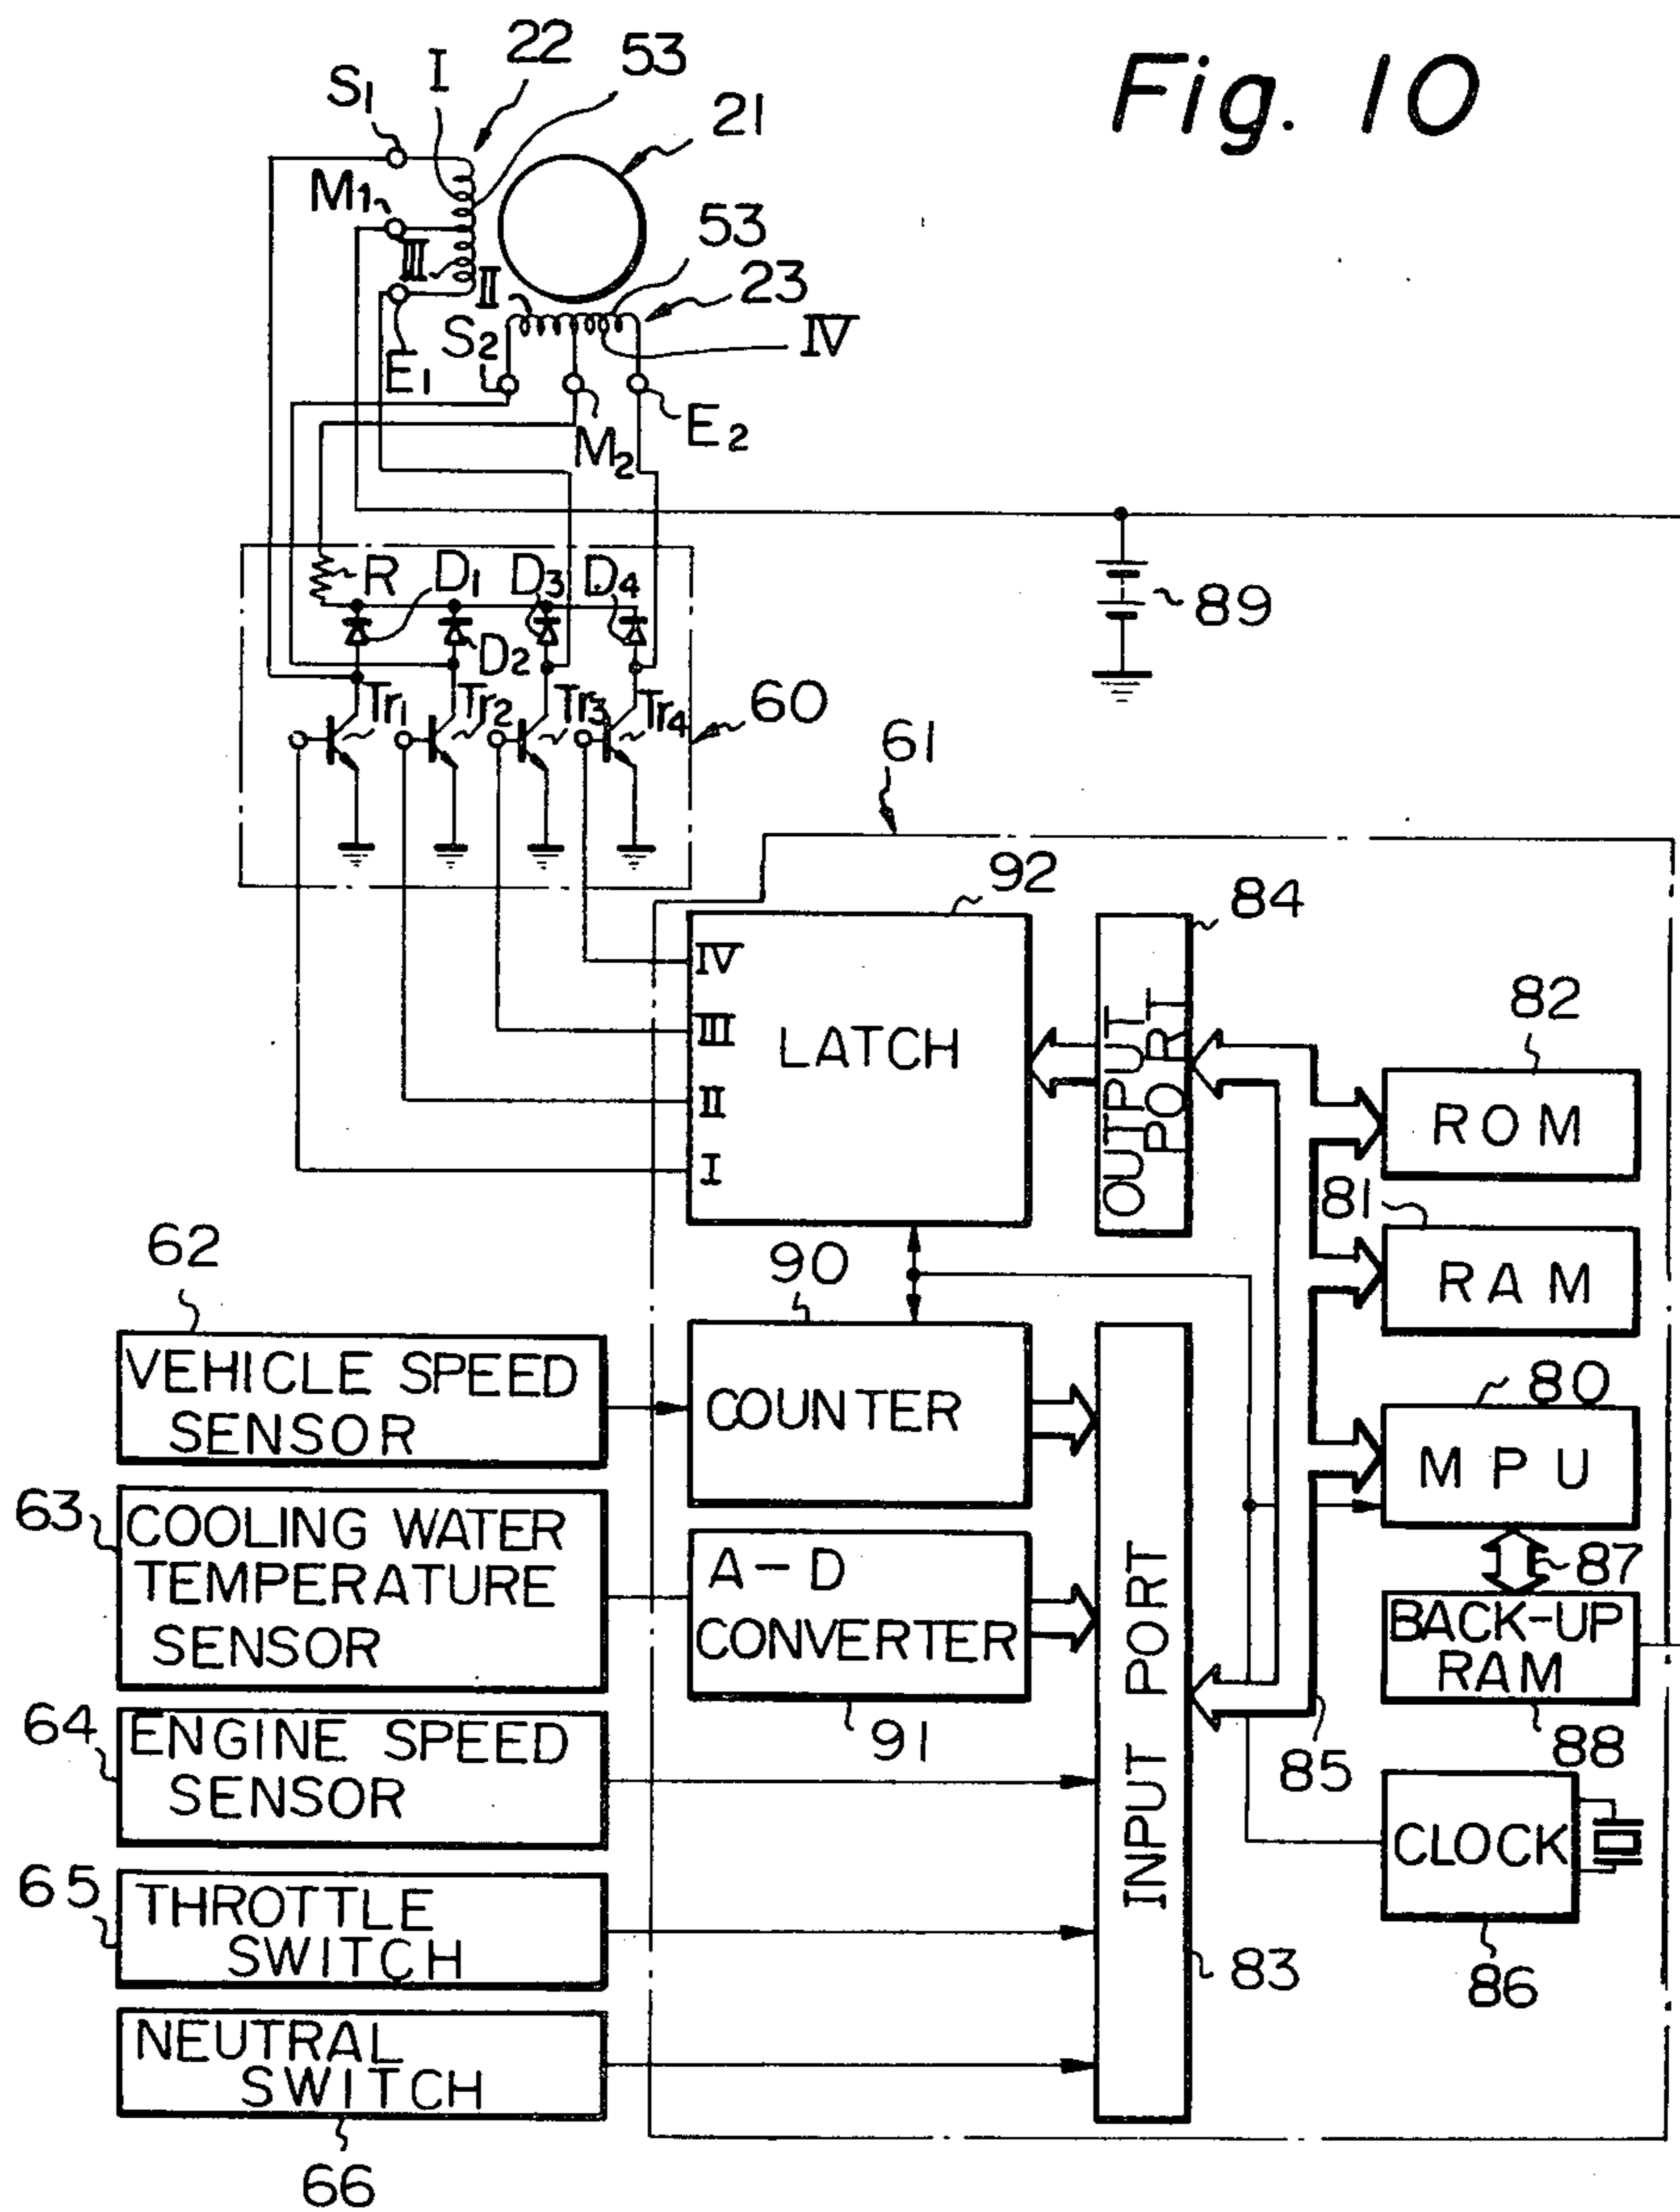 Fig. 10
S1
I
22
53
21
M1
III
II
53
23
E1
S2
IV
M2
E2
R
D1
D3
D4
D2
89
Tr1
Tr2
Tr3
Tr4
60
61
92
84
IV
III
II
I
LATCH
OUTPUT
PORT
82
ROM
81
RAM
62
90
VEHICLE SPEED
SENSOR
COUNTER
80
MPU
63
COOLING WATER
TEMPERATURE
SENSOR
A-D
CONVERTER
91
INPUT PORT
87
BACK-UP
RAM
88
64
ENGINE SPEED
SENSOR
85
CLOCK
86
65
THROTTLE
SWITCH
83
NEUTRAL
SWITCH
66